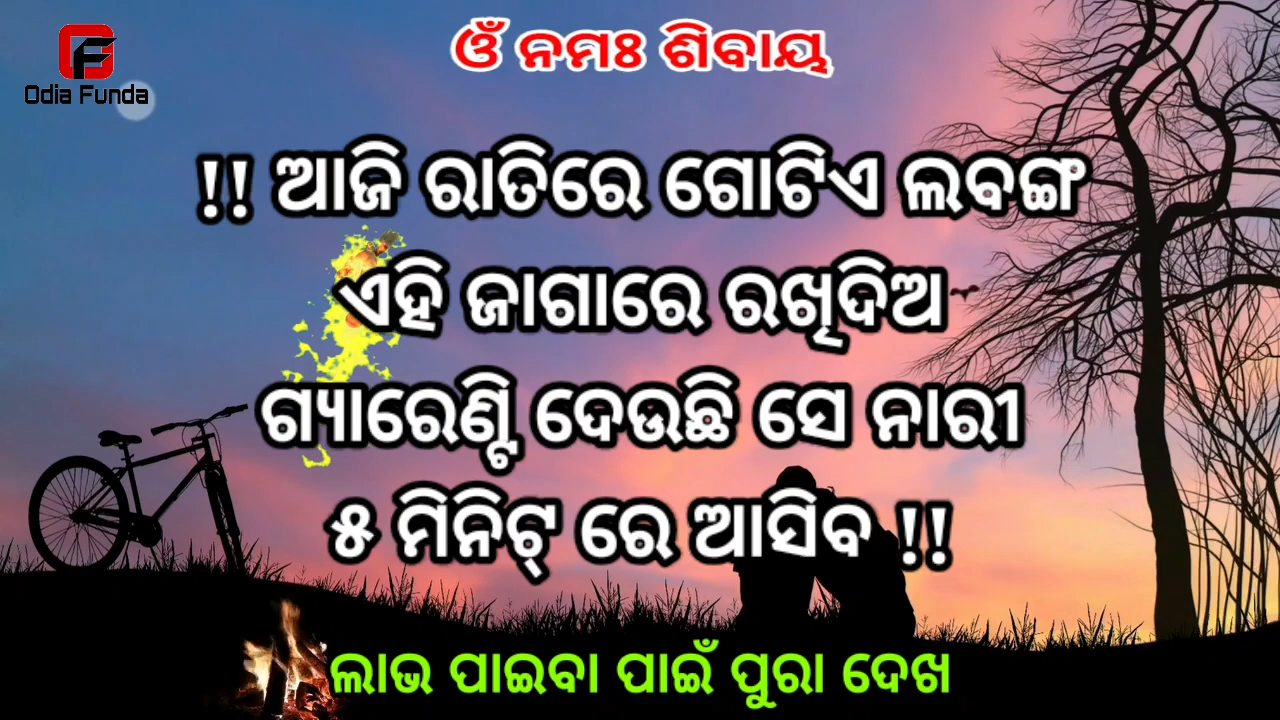 ଓଁ ନମଃ ଶିବାୟ
Odia Funda
!! ଆଜି ରାତିରେ ଗୋଟିଏ ଲବଙ୍ଗ
ଏହି ଜାଗାରେ ରଖିଦିଅ
ଗ୍ୟାରେଣ୍ଟି ଦେଉଛି ସେ ନାରୀ
୫ ମିନିଟ୍ ରେ ଆସିବ !!
ଲାଭ ପାଇବା ପାଇଁ ପୁରା ଦେଖ